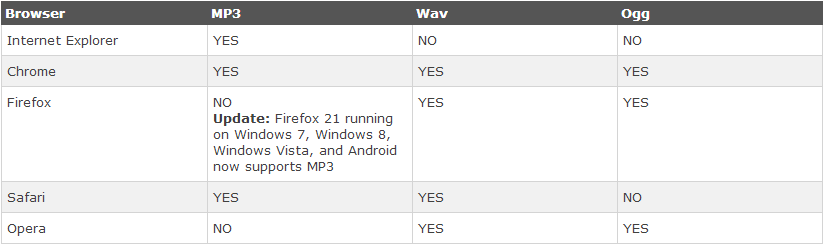 Browser MP3 Wav Ogg
Internet Explorer YES NO NO
Chrome YES YES YES
Firefox NO YES YES
Update: Firefox 21 running
on Windows 7, Windows 8,
Windows Vista, and Android
now supports MP3
Safari YES YES NO
Opera NO YES YES